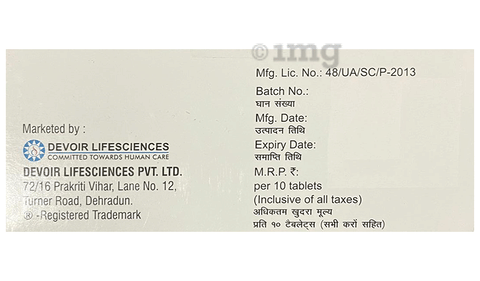 1mg
Marketed by :
DEVOIR LIFESCIENCES
COMMITTED TOWARDS HUMAN CARE
DEVOIR LIFESCIENCES PVT. LTD.
72/16 Prakriti Vihar, Lane No. 12,
Turner Road, Dehradun.
® -Registered Trademark
Mfg. Lic. No.: 48/UA/SC/P-2013
Batch No.:
घान संख्या
Mfg. Date:
उत्पादन तिथि
Expiry Date:
समाप्ति तिथि
M.R.P. ₹:
per 10 tablets
(Inclusive of all taxes)
अधिकतम खुदरा मूल्य
प्रति १० टैबलेट्स (सभी करों सहित)